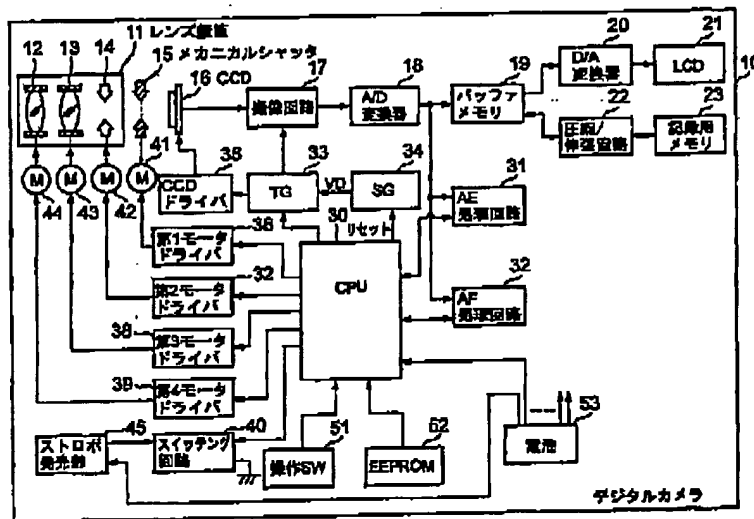 12
13
14
11 レンズ鏡筒
15 メカニカルシャッタ
16 CCD
17
撮像回路
18
A/D
変換器
19
バッファ
メモリ
20
D/A
変換器
21
LCD
10
22
圧縮/
伸張回路
23
記録用
メモリ
M
44
M
43
M
42
M
41
35
CCD
ドライバ
33
TG
VD
34
SG
リセット
31
AE
処理回路
30
CPU
32
AF
処理回路
38
第1モータ
ドライバ
32
第2モータ
ドライバ
38
第3モータ
ドライバ
39
第4モータ
ドライバ
45
ストロボ
発光部
40
スイッチング
回路
51
操作SW
52
EEPROM
53
電池
デジタルカメラ